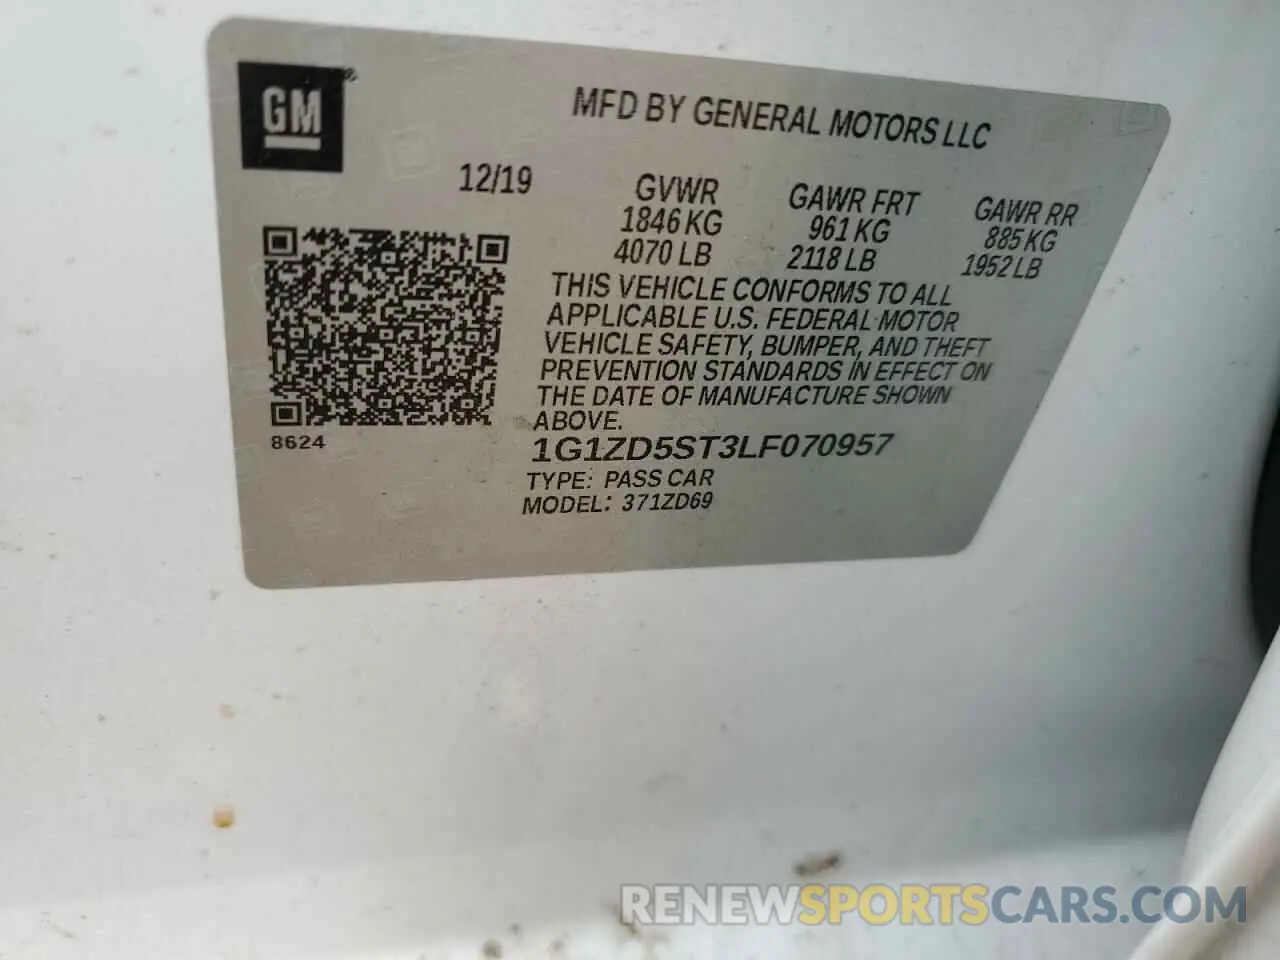 GM
MFD BY GENERAL MOTORS LLC
12/19
GVWR
1846 KG
4070 LB
GAWR FRT
961 KG
2118 LB
GAWR RR
885 KG
1952 LB
THIS VEHICLE CONFORMS TO ALL
APPLICABLE U.S. FEDERAL MOTOR
VEHICLE SAFETY, BUMPER, AND THEFT
PREVENTION STANDARDS IN EFFECT ON
THE DATE OF MANUFACTURE SHOWN
ABOVE.
8624
1G1ZD5ST3LF070957
TYPE: PASS CAR
MODEL: 371ZD69
RENEWSPORTSCARS.COM